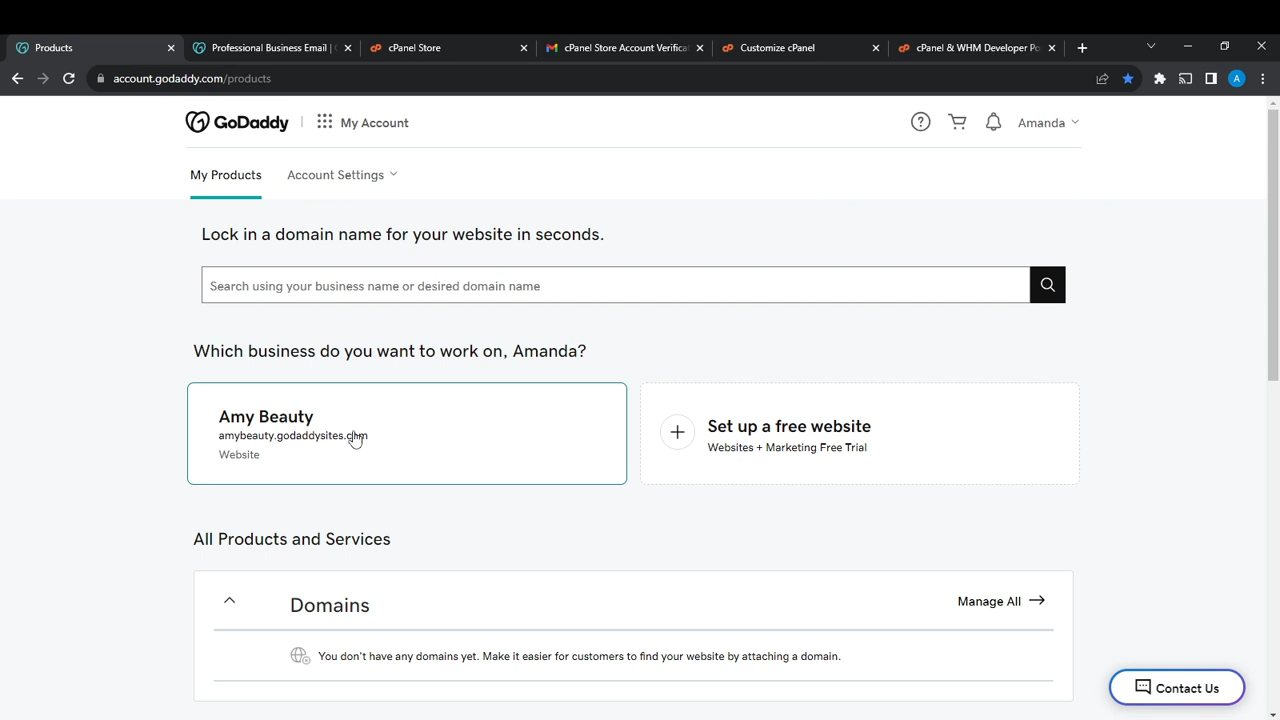 Products
Professional Business Email |
cPanel Store
cPanel Store Account Verificat
Customize cPanel
cPanel & WHM Developer Po
account.godaddy.com/products
A
GoDaddy
My Account
Amanda
My Products
Account Settings
Lock in a domain name for your website in seconds.
Search using your business name or desired domain name
Which business do you want to work on, Amanda?
Amy Beauty
amybeauty.godaddysites.com
Website
Set up a free website
Websites + Marketing Free Trial
All Products and Services
Domains
Manage All
You don't have any domains yet. Make it easier for customers to find your website by attaching a domain.
Contact Us